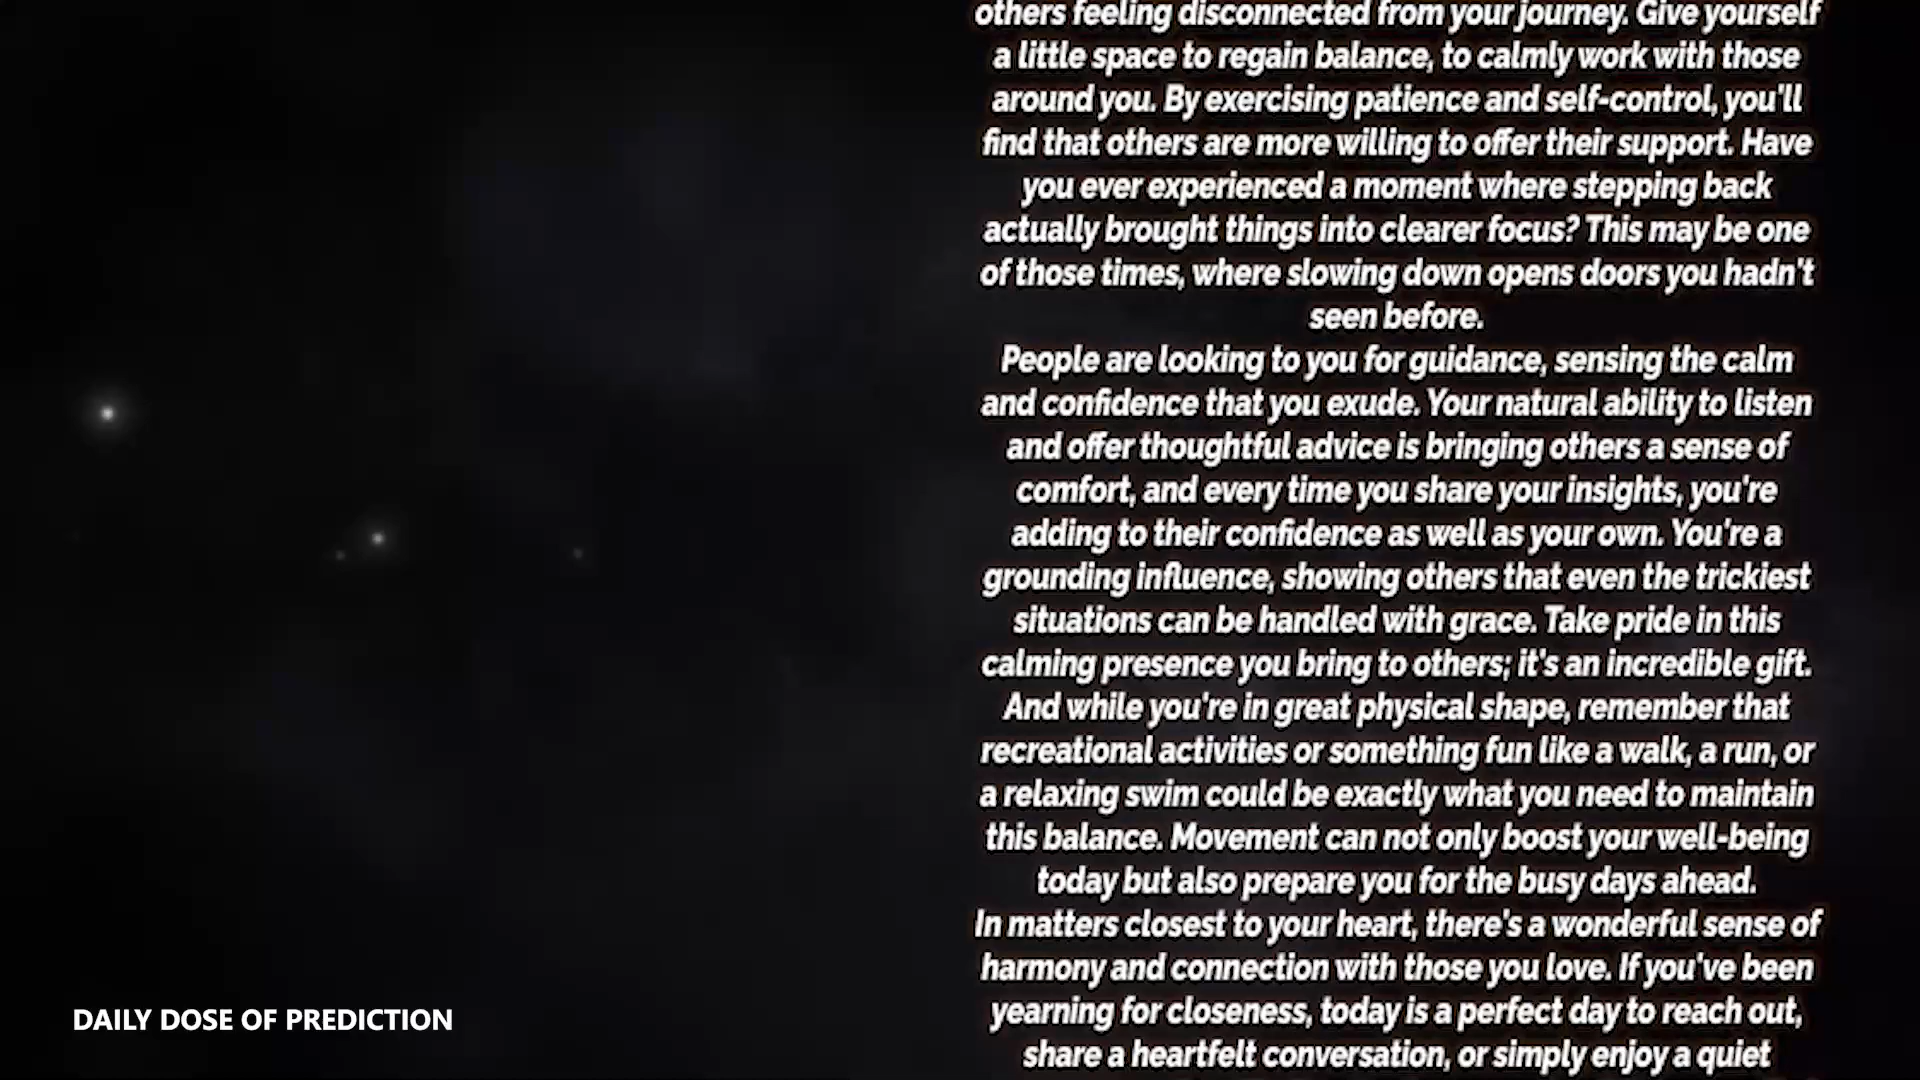 others feeling disconnected from your journey. Give yourself
a little space to regain balance, to calmly work with those
around you. By exercising patience and self-control, you'll
find that others are more willing to offer their support. Have
you ever experienced a moment where stepping back
actually brought things into clearer focus? This may be one
of those times, where slowing down opens doors you hadn't
seen before.
People are looking to you for guidance, sensing the calm
and confidence that you exude. Your natural ability to listen
and offer thoughtful advice is bringing others a sense of
comfort, and every time you share your insights, you're
adding to their confidence as well as your own. You're a
grounding influence, showing others that even the trickiest
situations can be handled with grace. Take pride in this
calming presence you bring to others; it's an incredible gift.
And while you're in great physical shape, remember that
recreational activities or something fun like a walk, a run, or
a relaxing swim could be exactly what you need to maintain
this balance. Movement can not only boost your well-being
today but also prepare you for the busy days ahead.
In matters closest to your heart, there's a wonderful sense of
harmony and connection with those you love. If you've been
yearning for closeness, today is a perfect day to reach out,
share a heartfelt conversation, or simply enjoy a quiet
DAILY DOSE OF PREDICTION